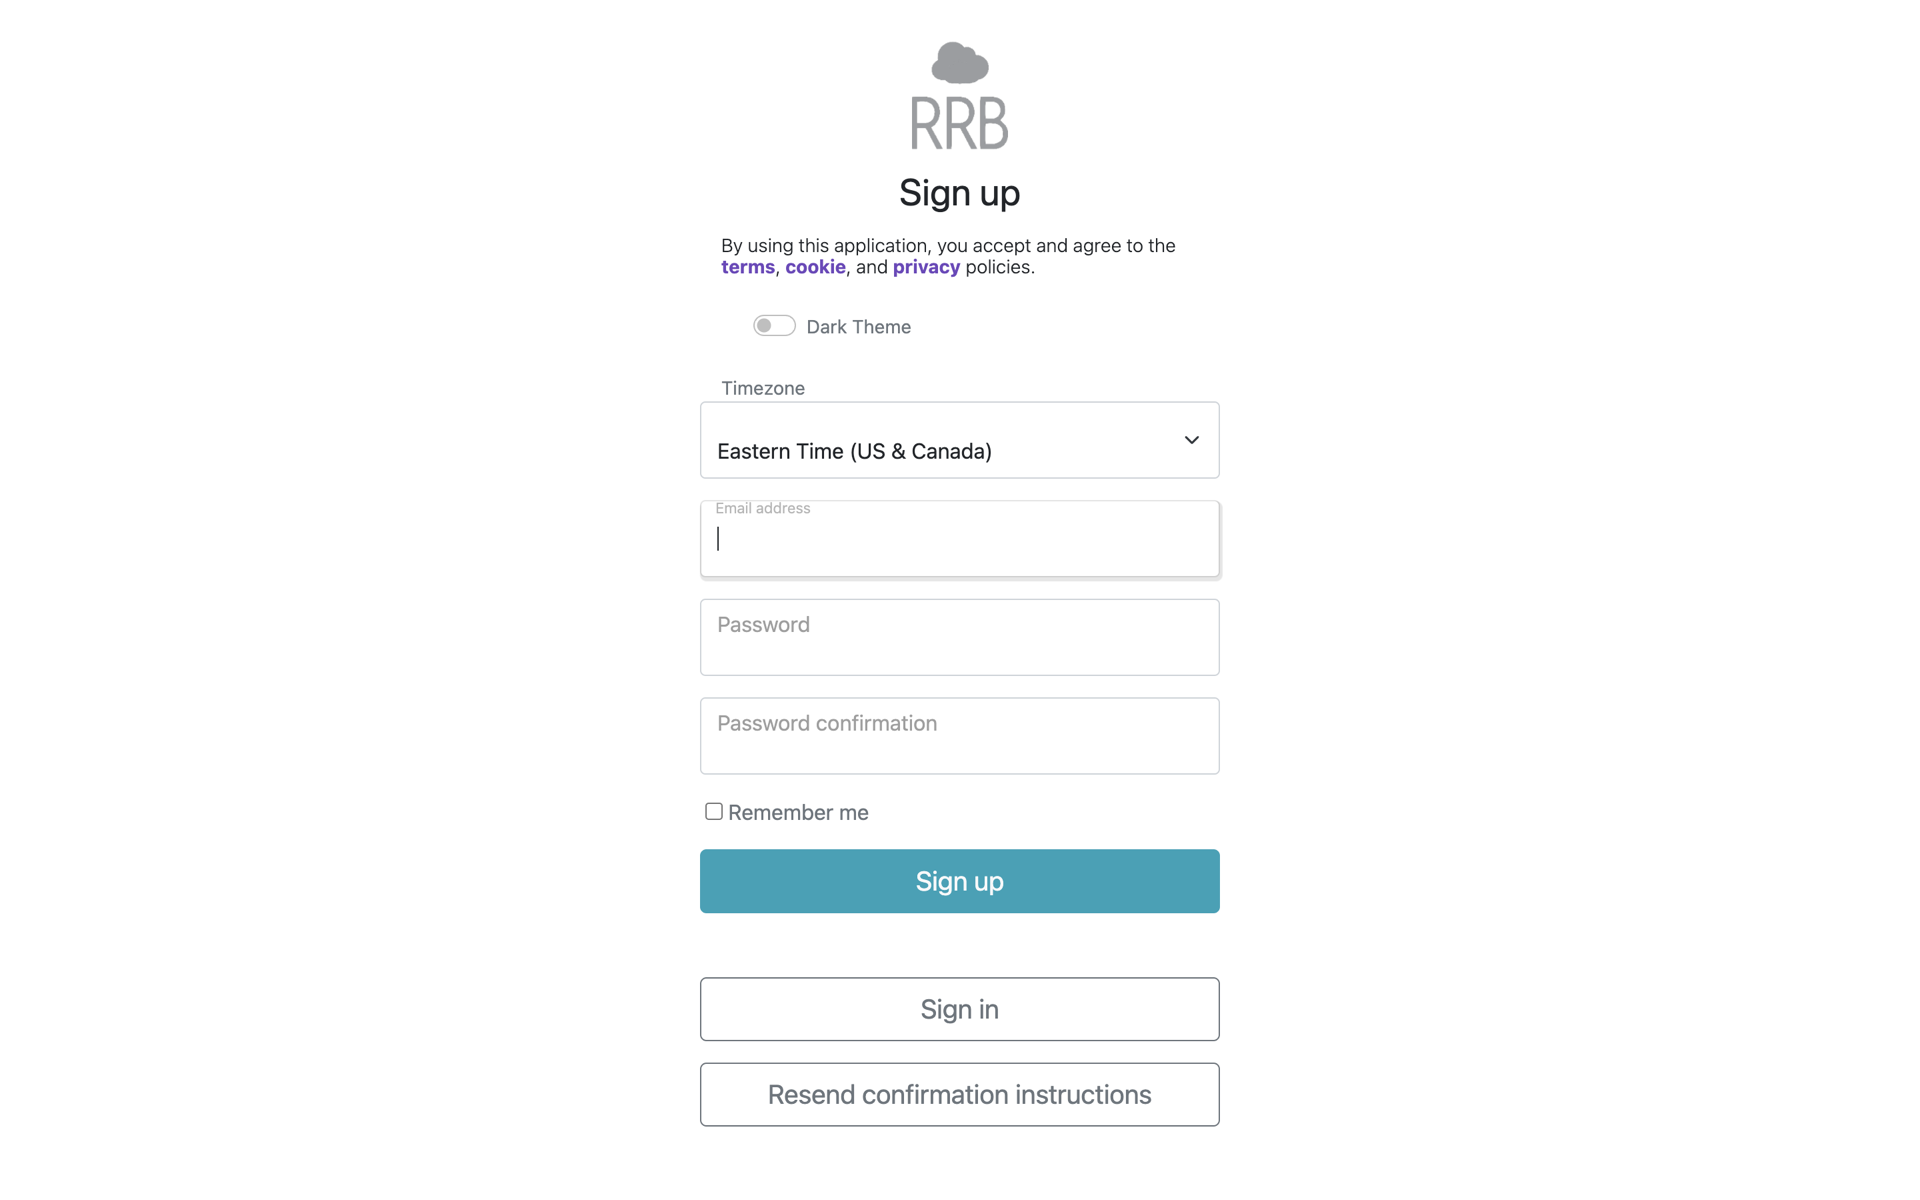 RRB
Sign up
By using this application, you accept and agree to the
terms, cookie, and privacy policies.
Dark Theme
Timezone
Eastern Time (US & Canada)
Email address
Password
Password confirmation
Remember me
Sign up
Sign in
Resend confirmation instructions